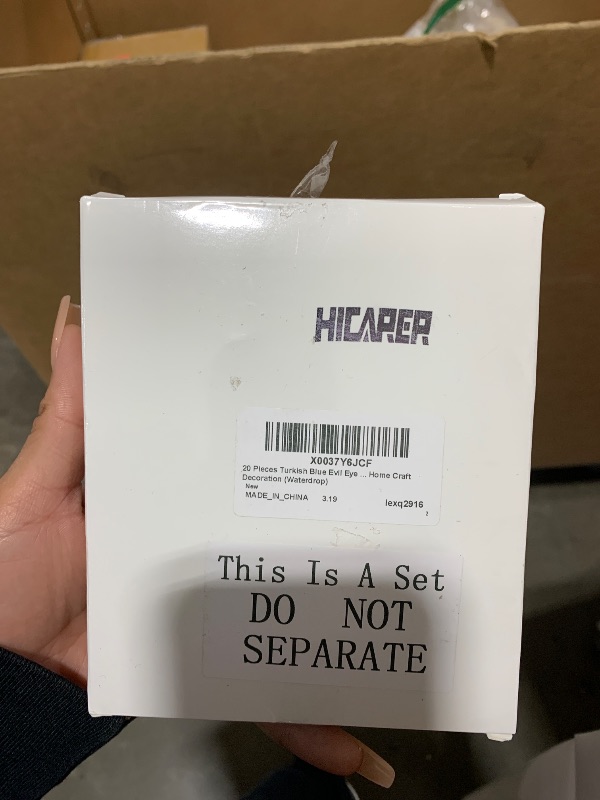 HICARER
X0037Y6JCF
20 Pieces Turkish Blue Evil Eye ... Home Craft
Decoration (Waterdrop)
New
MADE_IN_CHINA 3.19 lexq2916
This Is A Set
DO NOT
SEPARATE